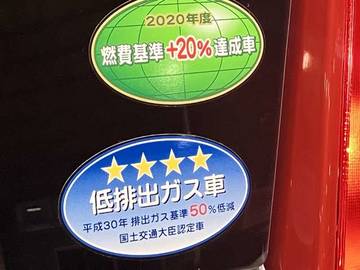 2020年度
燃費基準+20%達成車
低排出ガス車
平成30年 排出ガス基準50%低減
国土交通大臣認定車